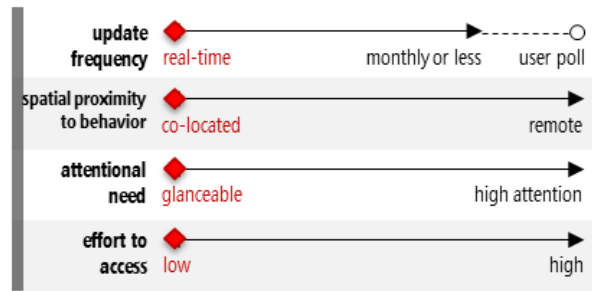 update
frequency
real-time
monthly or less
user poll
spatial proximity
to behavior
co-located
remote
attentional
need
glanceable
high attention
effort to
access
low
high